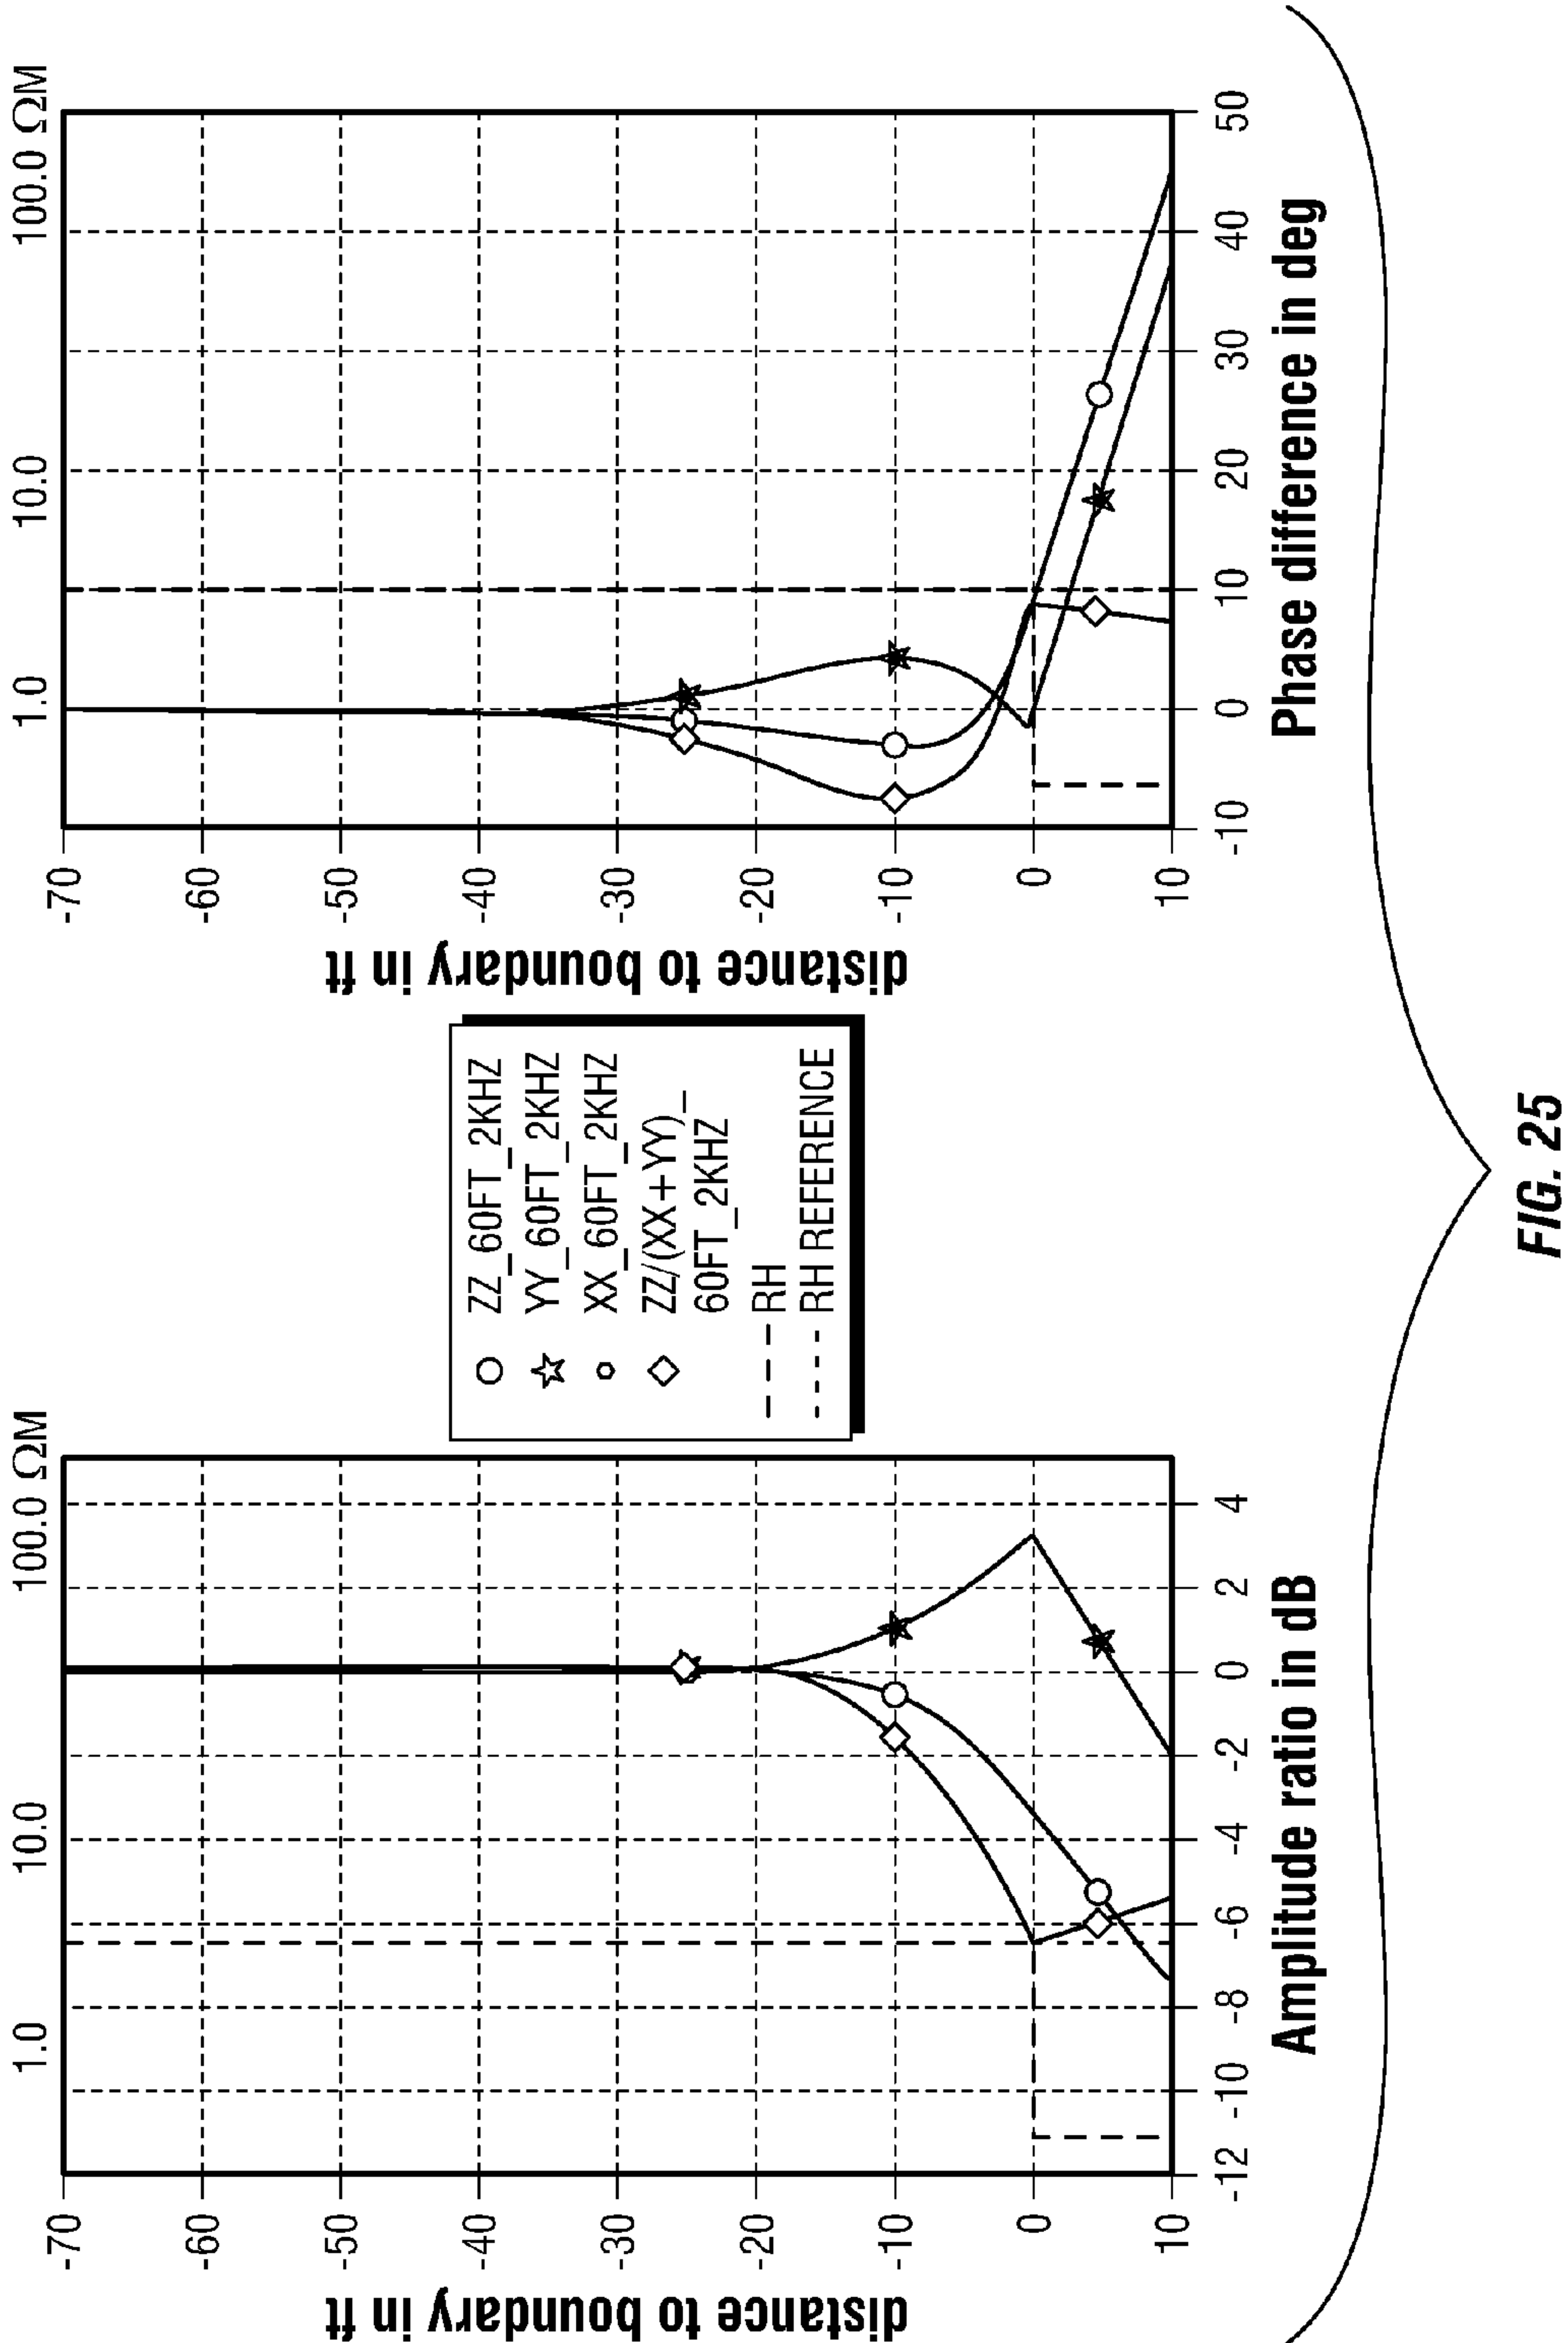 1.0 10.0 100.0 ΩM
-70
-60
-50
-40
-30
-20
-10
0
10
distance to boundary in ft
-12 -10 -8 -6 -4 -2 0 2 4
Amplitude ratio in dB
ZZ_60FT_2KHZ
YY_60FT_2KHZ
XX_60FT_2KHZ
ZZ/(XX+YY)_
60FT_2KHZ
RH
RH REFERENCE
1.0 10.0 100.0 ΩM
-70
-60
-50
-40
-30
-20
-10
0
10
distance to boundary in ft
-10 0 10 20 30 40 50
Phase difference in deg
FIG. 25